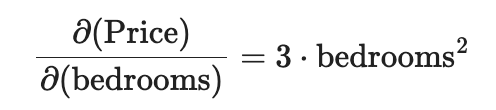 ∂(Price)/∂(bedrooms) = 3 · bedrooms²